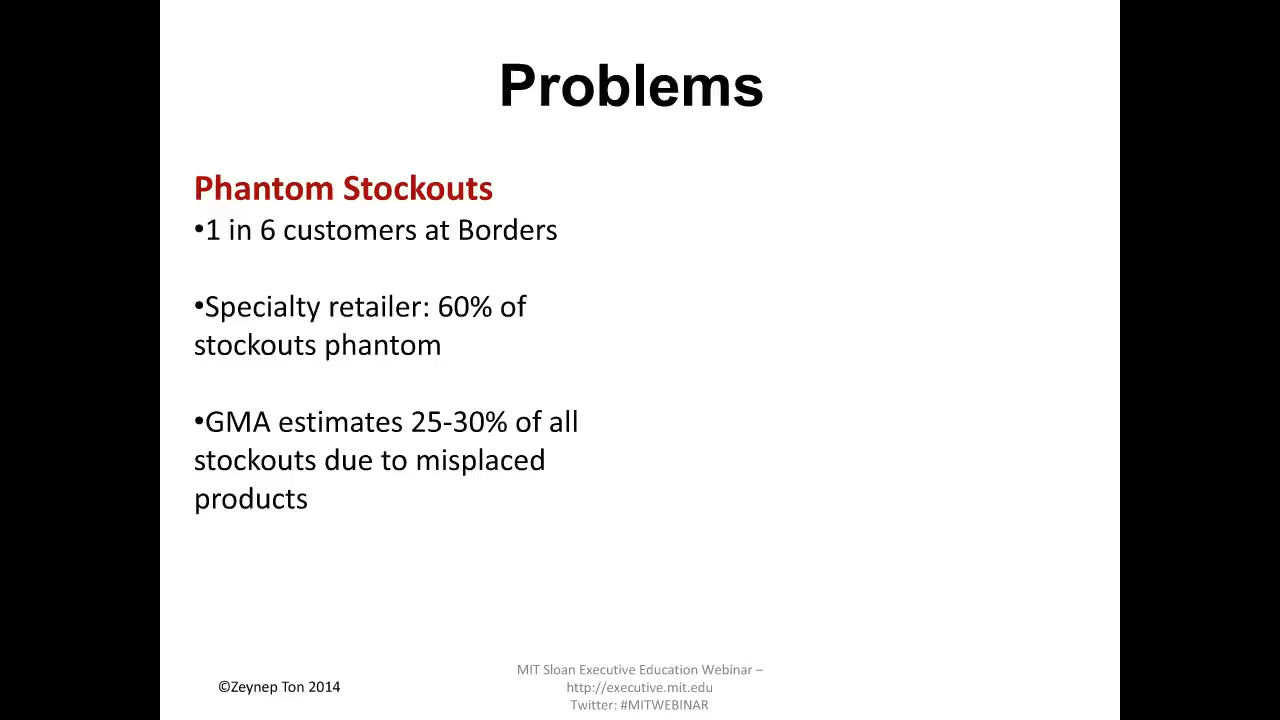 Problems
Phantom Stockouts
•1 in 6 customers at Borders
•Specialty retailer: 60% of
stockouts phantom
•GMA estimates 25-30% of all
stockouts due to misplaced
products
©Zeynep Ton 2014
MIT Sloan Executive Education Webinar –
http://executive.mit.edu
Twitter: #MITWEBINAR